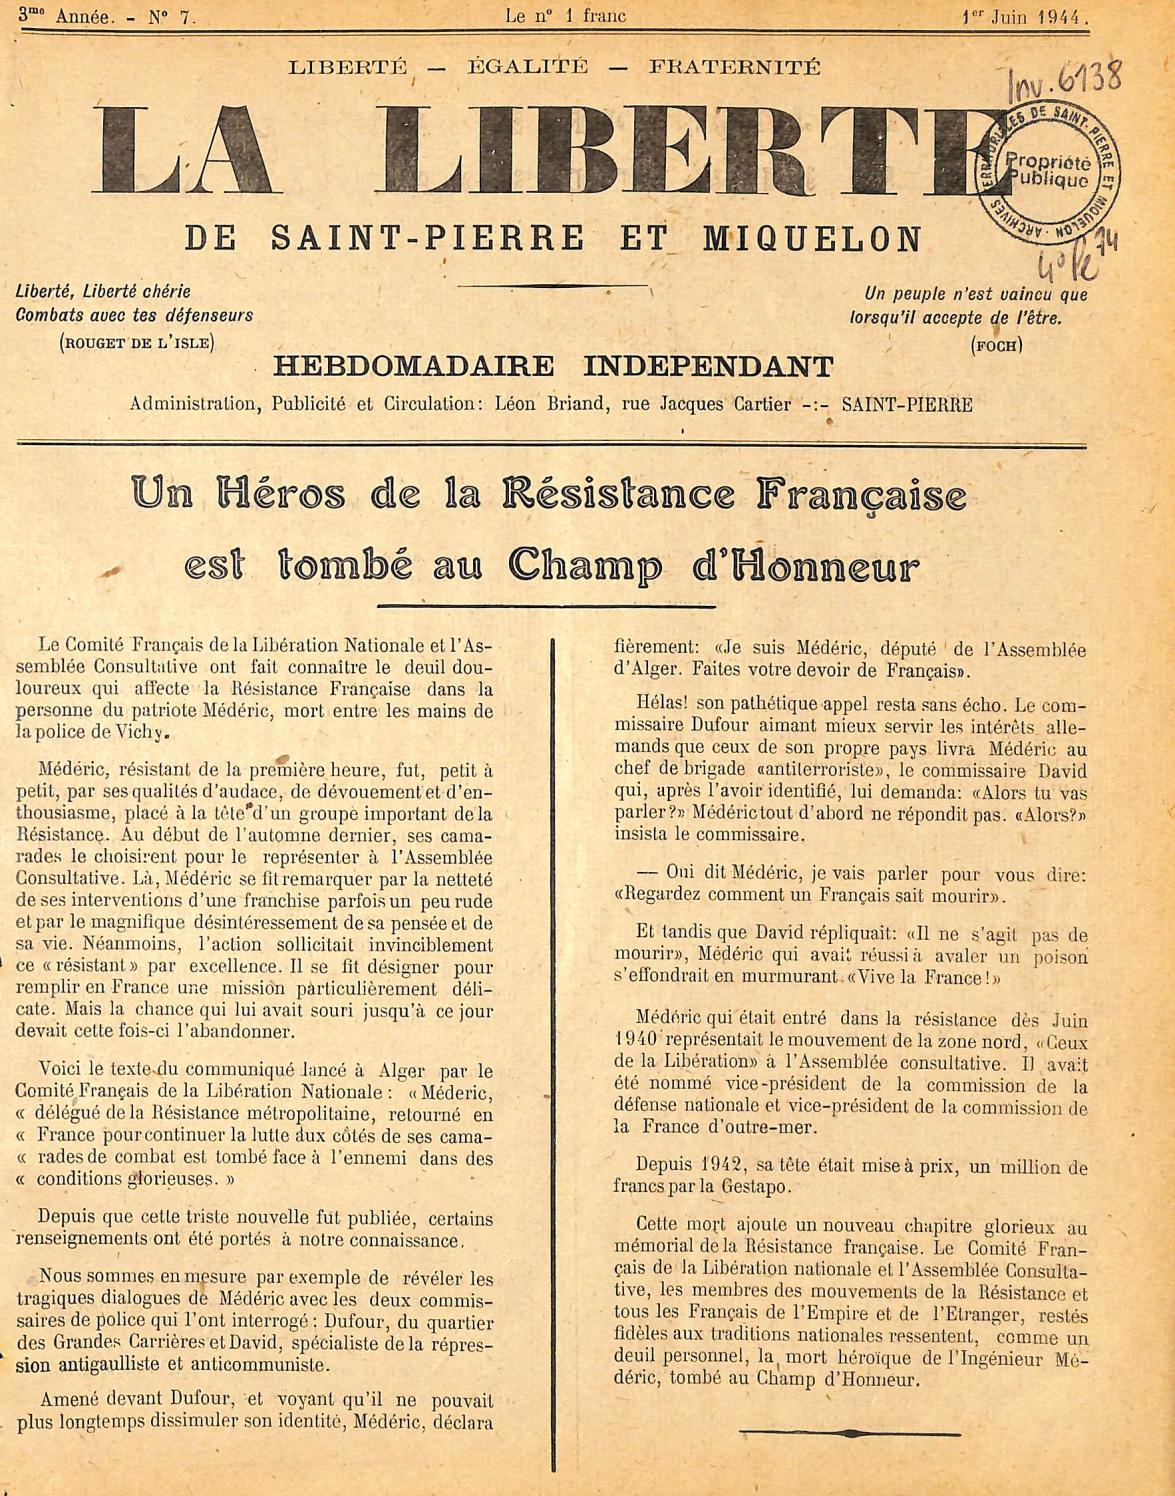 3me Année. - N° 7.
Le n° 1 franc
1er Juin 1944.
LIBERTÉ — ÉGALITÉ — FRATERNITÉ
Inv. 6138
LA LIBERTE
ARCHIVES TERRITORIALES DE SAINT-PIERRE ET MIQUELON
Propriété
Publique
DE SAINT-PIERRE ET MIQUELON
Liberté, Liberté chérie
Combats avec tes défenseurs
(ROUGET DE L'ISLE)
Un peuple n'est vaincu que
lorsqu'il accepte de l'être.
(FOCH)
HEBDOMADAIRE INDEPENDANT
Administration, Publicité et Circulation: Léon Briand, rue Jacques Cartier -:- SAINT-PIERRE
Un Héros de la Résistance Française
est tombé au Champ d'Honneur
Le Comité Français de la Libération Nationale et l'As-
semblée Consultative ont fait connaître le deuil dou-
loureux qui affecte la Résistance Française dans la
personne du patriote Médéric, mort entre les mains de
la police de Vichy.
Médéric, résistant de la première heure, fut, petit à
petit, par ses qualités d'audace, de dévouement et d'en-
thousiasme, placé à la tête d'un groupe important de la
Résistance. Au début de l'automne dernier, ses cama-
rades le choisirent pour le représenter à l'Assemblée
Consultative. Là, Médéric se fit remarquer par la netteté
de ses interventions d'une franchise parfois un peu rude
et par le magnifique désintéressement de sa pensée et de
sa vie. Néanmoins, l'action sollicitait invinciblement
ce « résistant » par excellence. Il se fit désigner pour
remplir en France une mission particulièrement déli-
cate. Mais la chance qui lui avait souri jusqu'à ce jour
devait cette fois-ci l'abandonner.
Voici le texte du communiqué lancé à Alger par le
Comité Français de la Libération Nationale : « Méderic,
« délégué de la Résistance métropolitaine, retourné en
« France pour continuer la lutte aux côtés de ses cama-
« rades de combat est tombé face à l'ennemi dans des
« conditions glorieuses. »
Depuis que cette triste nouvelle fut publiée, certains
renseignements ont été portés à notre connaissance.
Nous sommes en mesure par exemple de révéler les
tragiques dialogues de Médéric avec les deux commis-
saires de police qui l'ont interrogé : Dufour, du quartier
des Grandes Carrières et David, spécialiste de la répres-
sion antigaulliste et anticommuniste.
Amené devant Dufour, et voyant qu'il ne pouvait
plus longtemps dissimuler son identité, Médéric, déclara
fièrement: «Je suis Médéric, député de l'Assemblée
d'Alger. Faites votre devoir de Français».
Hélas! son pathétique appel resta sans écho. Le com-
missaire Dufour aimant mieux servir les intérêts alle-
mands que ceux de son propre pays livra Médéric au
chef de brigade «antiterroriste», le commissaire David
qui, après l'avoir identifié, lui demanda: «Alors tu vas
parler?» Médéric tout d'abord ne répondit pas. «Alors?»
insista le commissaire.
— Oui dit Médéric, je vais parler pour vous dire:
«Regardez comment un Français sait mourir».
Et tandis que David répliquait: «Il ne s'agit pas de
mourir», Médéric qui avait réussi à avaler un poison
s'effondrait en murmurant «Vive la France!»
Médéric qui était entré dans la résistance dès Juin
1940 représentait le mouvement de la zone nord, «Ceux
de la Libération» à l'Assemblée consultative. Il avait
été nommé vice-président de la commission de la
défense nationale et vice-président de la commission de
la France d'outre-mer.
Depuis 1942, sa tête était mise à prix, un million de
francs par la Gestapo.
Cette mort ajoute un nouveau chapitre glorieux au
mémorial de la Résistance française. Le Comité Fran-
çais de la Libération nationale et l'Assemblée Consulta-
tive, les membres des mouvements de la Résistance et
tous les Français de l'Empire et de l'Etranger, restés
fidèles aux traditions nationales ressentent, comme un
deuil personnel, la mort héroïque de l'Ingénieur Mé-
déric, tombé au Champ d'Honneur.